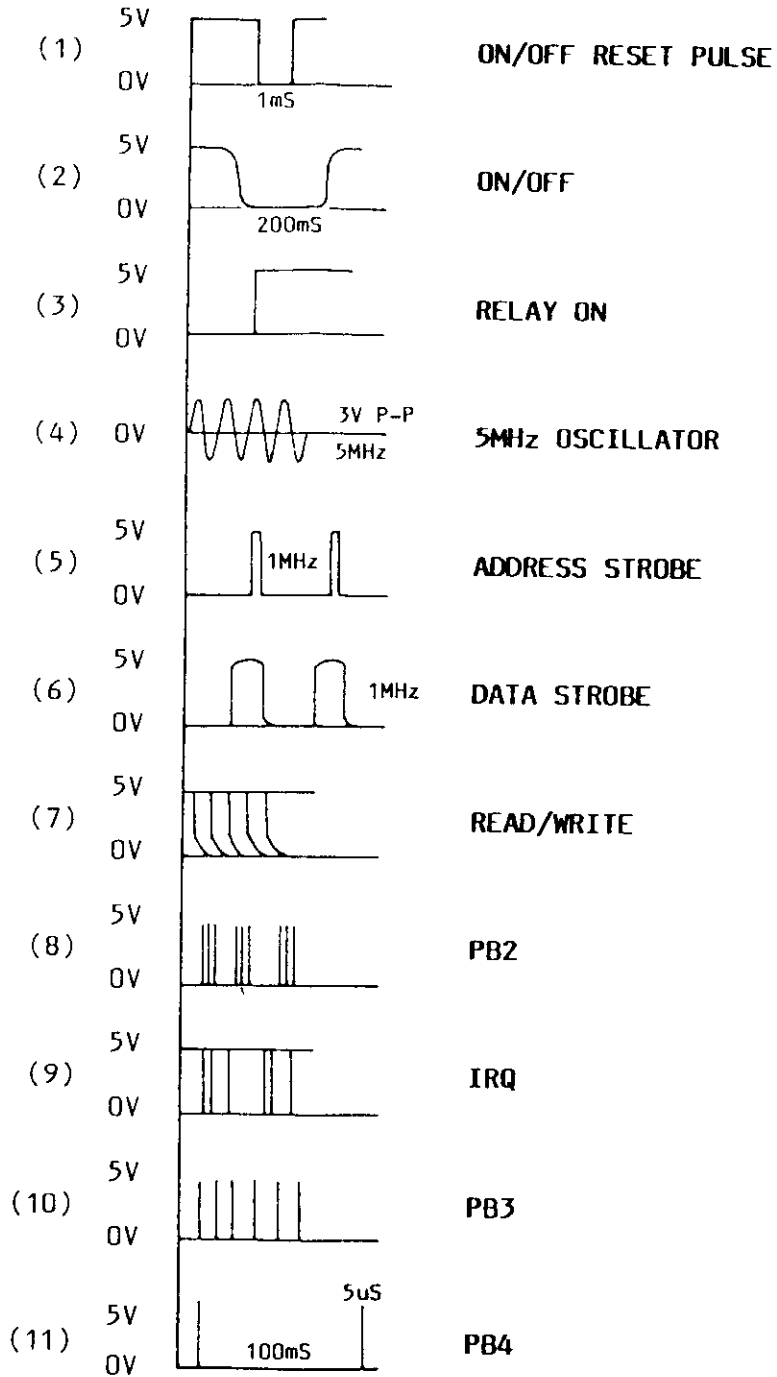 5V
(1) ON/OFF RESET PULSE
0V
1mS
5V
(2) ON/OFF
0V
200mS
5V
(3) RELAY ON
0V
3V P-P
(4) 0V 5MHz OSCILLATOR
5MHz
5V
(5) 1MHz ADDRESS STROBE
0V
5V
(6) 1MHz DATA STROBE
0V
5V
(7) READ/WRITE
0V
5V
(8) PB2
0V
5V
(9) IRQ
0V
5V
(10) PB3
0V
5uS
5V
(11) 100mS PB4
0V